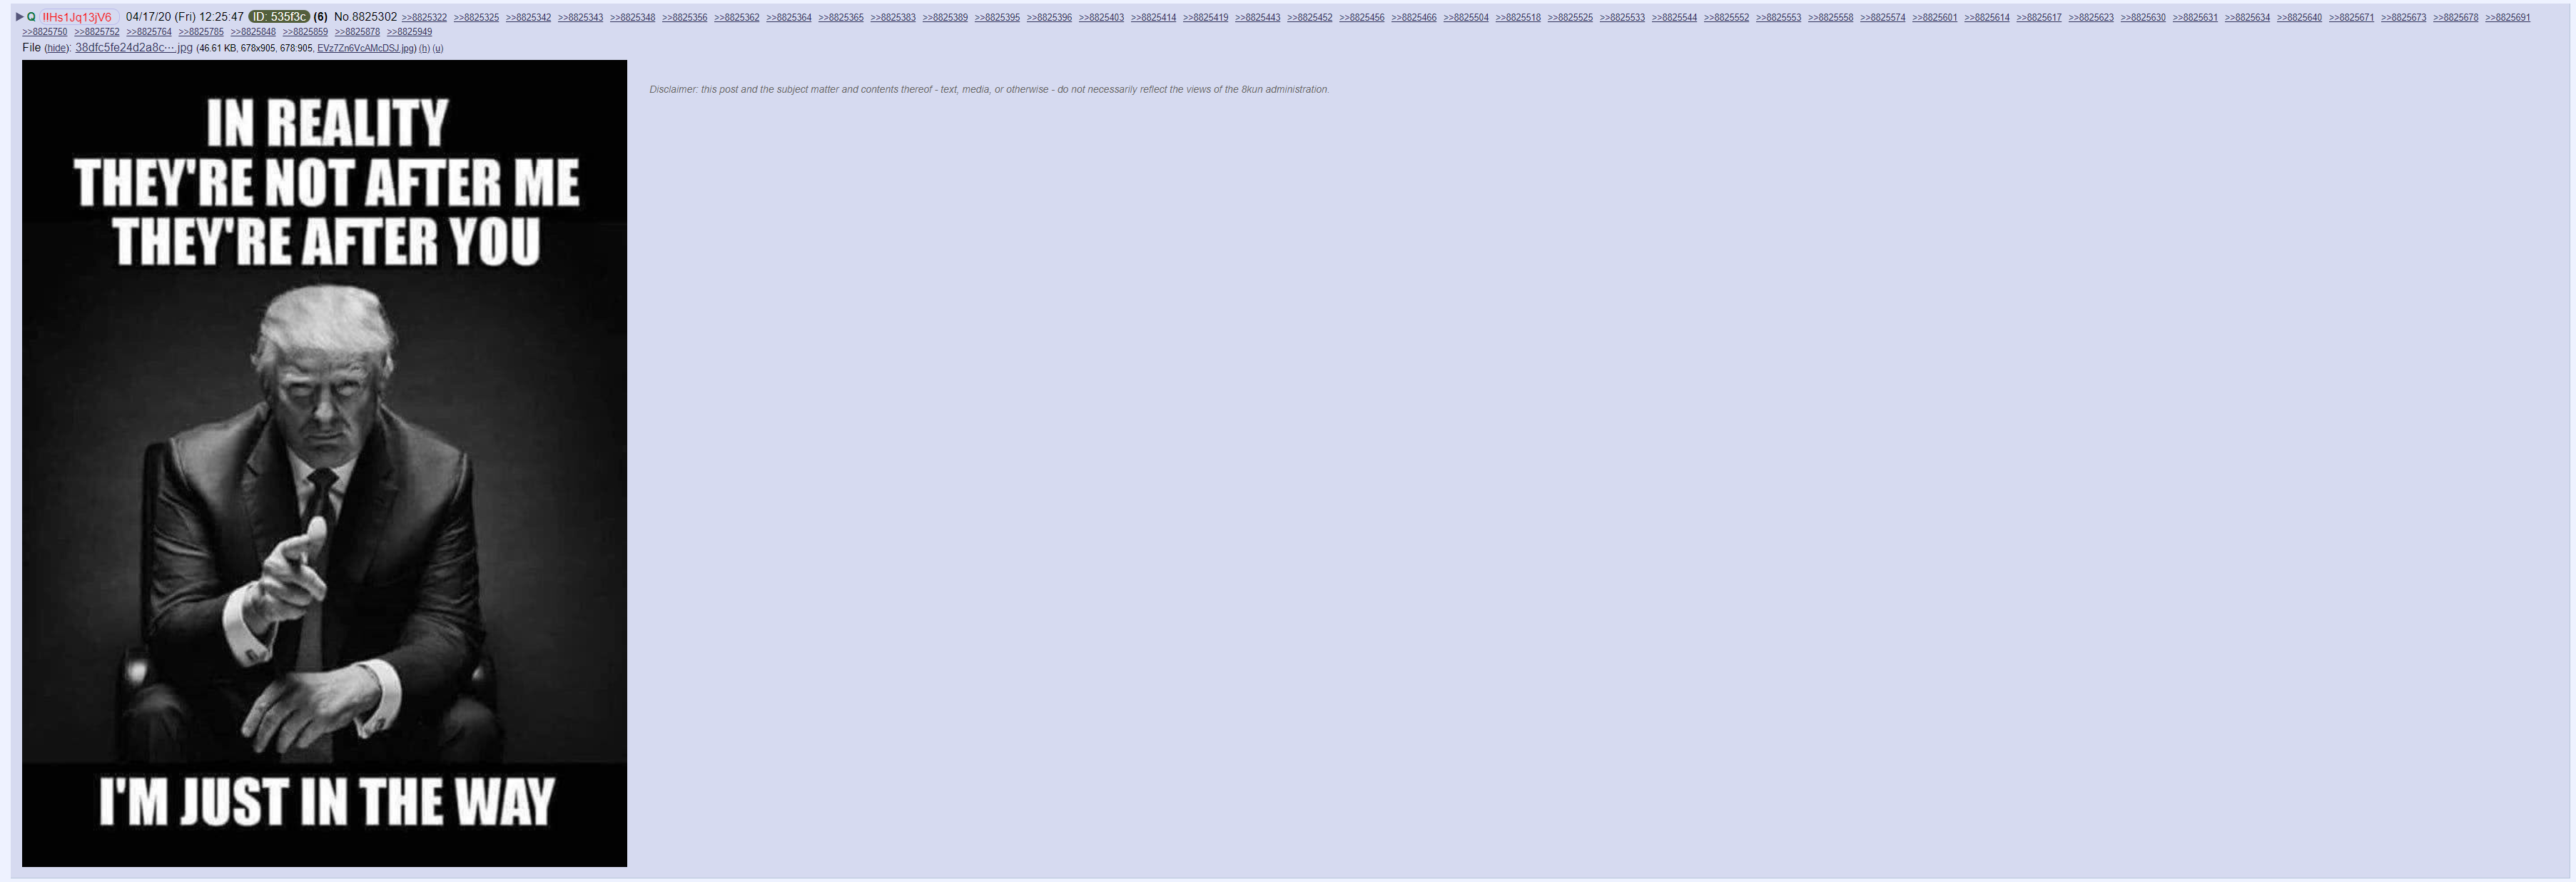 ▶ Q !!Hs1Jq13jV6 04/17/20 (Fri) 12:25:47 ID: 535f3c (6) No.8825302 >>8825322 >>8825325 >>8825342 >>8825343 >>8825348 >>8825356 >>8825362 >>8825364 >>8825365 >>8825383 >>8825389 >>8825395 >>8825396 >>8825403 >>8825414 >>8825419 >>8825443 >>8825452 >>8825456 >>8825466 >>8825504 >>8825518 >>8825525 >>8825533 >>8825544 >>8825552 >>8825553 >>8825558 >>8825574 >>8825601 >>8825614 >>8825617 >>8825623 >>8825630 >>8825631 >>8825634 >>8825640 >>8825671 >>8825673 >>8825678 >>8825691
>>8825750 >>8825752 >>8825764 >>8825785 >>8825848 >>8825859 >>8825878 >>8825949
File (hide): 38dfc5fe24d2a8c⋯.jpg (46.61 KB, 678x905, 678:905, EVz7Zn6VcAMcDSJ.jpg) (h) (u)
Disclaimer: this post and the subject matter and contents thereof - text, media, or otherwise - do not necessarily reflect the views of the 8kun administration.
IN REALITY
THEY'RE NOT AFTER ME
THEY'RE AFTER YOU
I'M JUST IN THE WAY